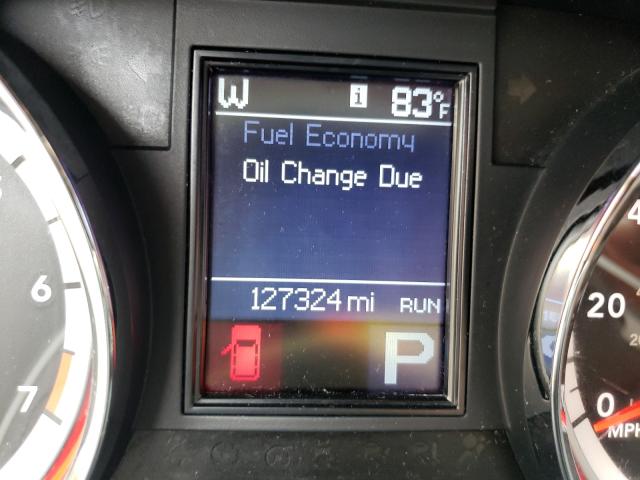 W i 83°F
Fuel Economy
Oil Change Due
127324 mi RUN
P
6
7
20
0
MPH